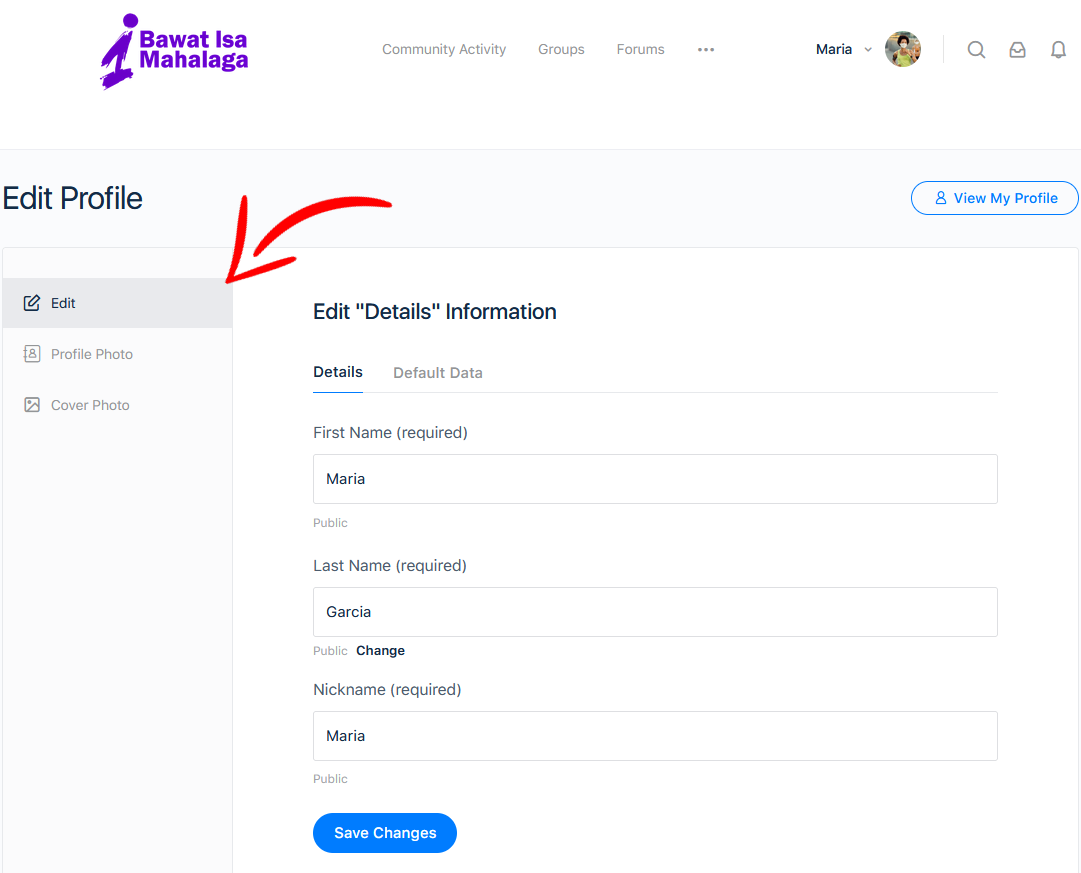 Bawat Isa
Mahalaga
Community Activity Groups Forums ••• Maria
Edit Profile
View My Profile
Edit
Profile Photo
Cover Photo
Edit "Details" Information
Details Default Data
First Name (required)
Maria
Public
Last Name (required)
Garcia
Public Change
Nickname (required)
Maria
Public
Save Changes